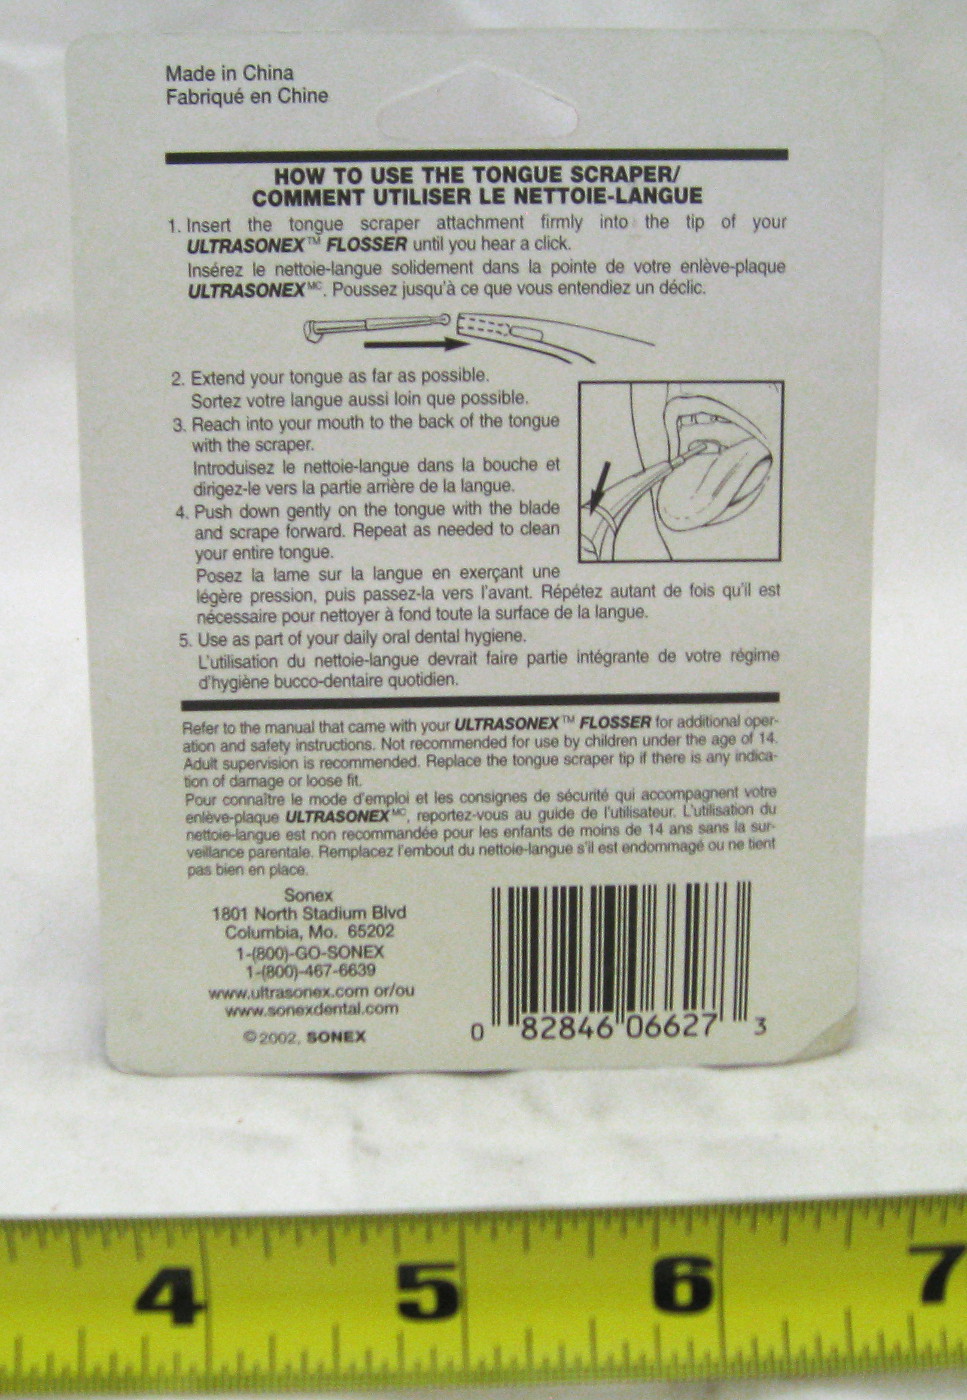 Made in China
Fabriqué en Chine
HOW TO USE THE TONGUE SCRAPER/
COMMENT UTILISER LE NETTOIE-LANGUE
1. Insert the tongue scraper attachment firmly into the tip of your
ULTRASONEX™ FLOSSER until you hear a click.
Insérez le nettoie-langue solidement dans la pointe de votre enlève-plaque
ULTRASONEX MC. Poussez jusqu'à ce que vous entendiez un déclic.
2. Extend your tongue as far as possible.
Sortez votre langue aussi loin que possible.
3. Reach into your mouth to the back of the tongue
with the scraper.
Introduisez le nettoie-langue dans la bouche et
dirigez-le vers la partie arrière de la langue.
4. Push down gently on the tongue with the blade
and scrape forward. Repeat as needed to clean
your entire tongue.
Posez la lame sur la langue en exerçant une
légère pression, puis passez-la vers l'avant. Répétez autant de fois qu'il est
nécessaire pour nettoyer à fond toute la surface de la langue.
5. Use as part of your daily oral dental hygiene.
L'utilisation du nettoie-langue devrait faire partie intégrante de votre régime
d'hygiène bucco-dentaire quotidien.
Refer to the manual that came with your ULTRASONEX™ FLOSSER for additional oper-
ation and safety instructions. Not recommended for use by children under the age of 14.
Adult supervision is recommended. Replace the tongue scraper tip if there is any indica-
tion of damage or loose fit.
Pour connaître le mode d'emploi et les consignes de sécurité qui accompagnent votre
enlève-plaque ULTRASONEX MC, reportez-vous au guide de l'utilisateur. L'utilisation du
nettoie-langue est non recommandée pour les enfants de moins de 14 ans sans la sur-
veillance parentale. Remplacez l'embout du nettoie-langue s'il est endommagé ou ne tient
pas bien en place.
Sonex
1801 North Stadium Blvd
Columbia, Mo. 65202
1-(800)-GO-SONEX
1-(800)-467-6639
www.ultrasonex.com or/ou
www.sonexdental.com
©2002, SONEX
0 82846 06627 3
4 5 6 7